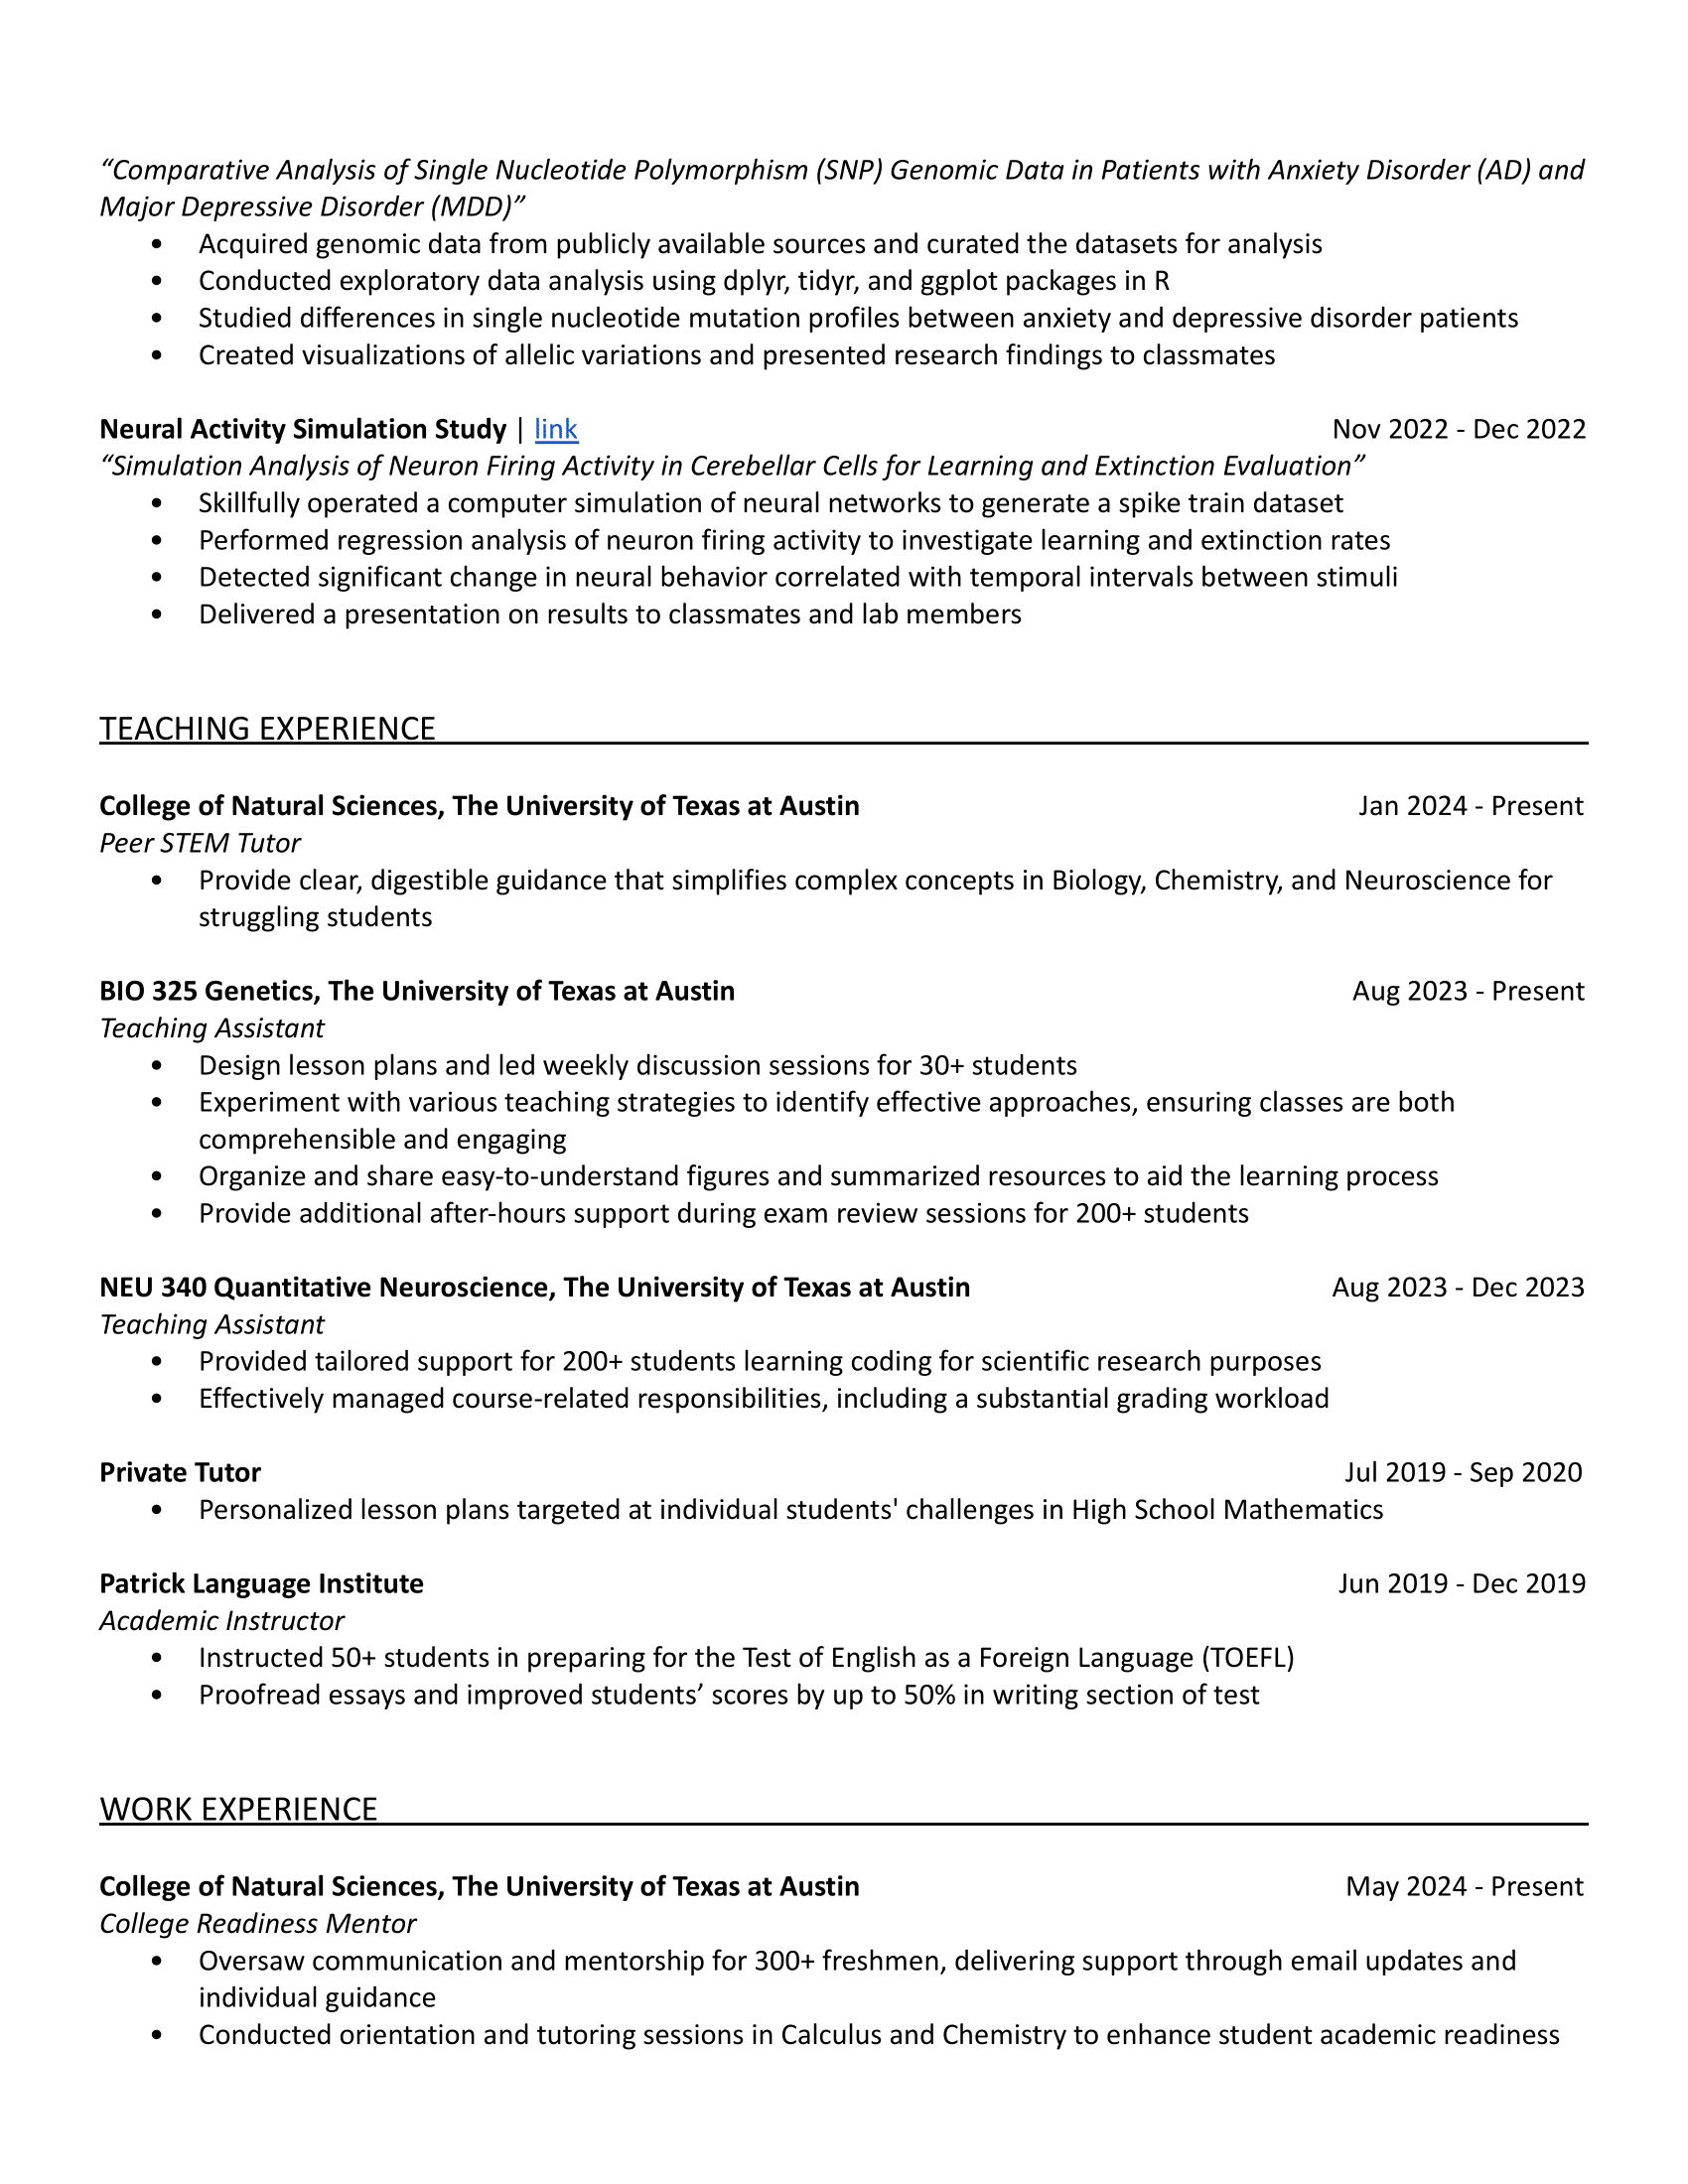 “Comparative Analysis of Single Nucleotide Polymorphism (SNP) Genomic Data in Patients with Anxiety Disorder (AD) and
Major Depressive Disorder (MDD)”
• Acquired genomic data from publicly available sources and curated the datasets for analysis
• Conducted exploratory data analysis using dplyr, tidyr, and ggplot packages in R
• Studied differences in single nucleotide mutation profiles between anxiety and depressive disorder patients
• Created visualizations of allelic variations and presented research findings to classmates
Neural Activity Simulation Study | link Nov 2022 - Dec 2022
“Simulation Analysis of Neuron Firing Activity in Cerebellar Cells for Learning and Extinction Evaluation”
• Skillfully operated a computer simulation of neural networks to generate a spike train dataset
• Performed regression analysis of neuron firing activity to investigate learning and extinction rates
• Detected significant change in neural behavior correlated with temporal intervals between stimuli
• Delivered a presentation on results to classmates and lab members
TEACHING EXPERIENCE
College of Natural Sciences, The University of Texas at Austin Jan 2024 - Present
Peer STEM Tutor
• Provide clear, digestible guidance that simplifies complex concepts in Biology, Chemistry, and Neuroscience for
struggling students
BIO 325 Genetics, The University of Texas at Austin Aug 2023 - Present
Teaching Assistant
• Design lesson plans and led weekly discussion sessions for 30+ students
• Experiment with various teaching strategies to identify effective approaches, ensuring classes are both
comprehensible and engaging
• Organize and share easy-to-understand figures and summarized resources to aid the learning process
• Provide additional after-hours support during exam review sessions for 200+ students
NEU 340 Quantitative Neuroscience, The University of Texas at Austin Aug 2023 - Dec 2023
Teaching Assistant
• Provided tailored support for 200+ students learning coding for scientific research purposes
• Effectively managed course-related responsibilities, including a substantial grading workload
Private Tutor Jul 2019 - Sep 2020
• Personalized lesson plans targeted at individual students' challenges in High School Mathematics
Patrick Language Institute Jun 2019 - Dec 2019
Academic Instructor
• Instructed 50+ students in preparing for the Test of English as a Foreign Language (TOEFL)
• Proofread essays and improved students’ scores by up to 50% in writing section of test
WORK EXPERIENCE
College of Natural Sciences, The University of Texas at Austin May 2024 - Present
College Readiness Mentor
• Oversaw communication and mentorship for 300+ freshmen, delivering support through email updates and
individual guidance
• Conducted orientation and tutoring sessions in Calculus and Chemistry to enhance student academic readiness